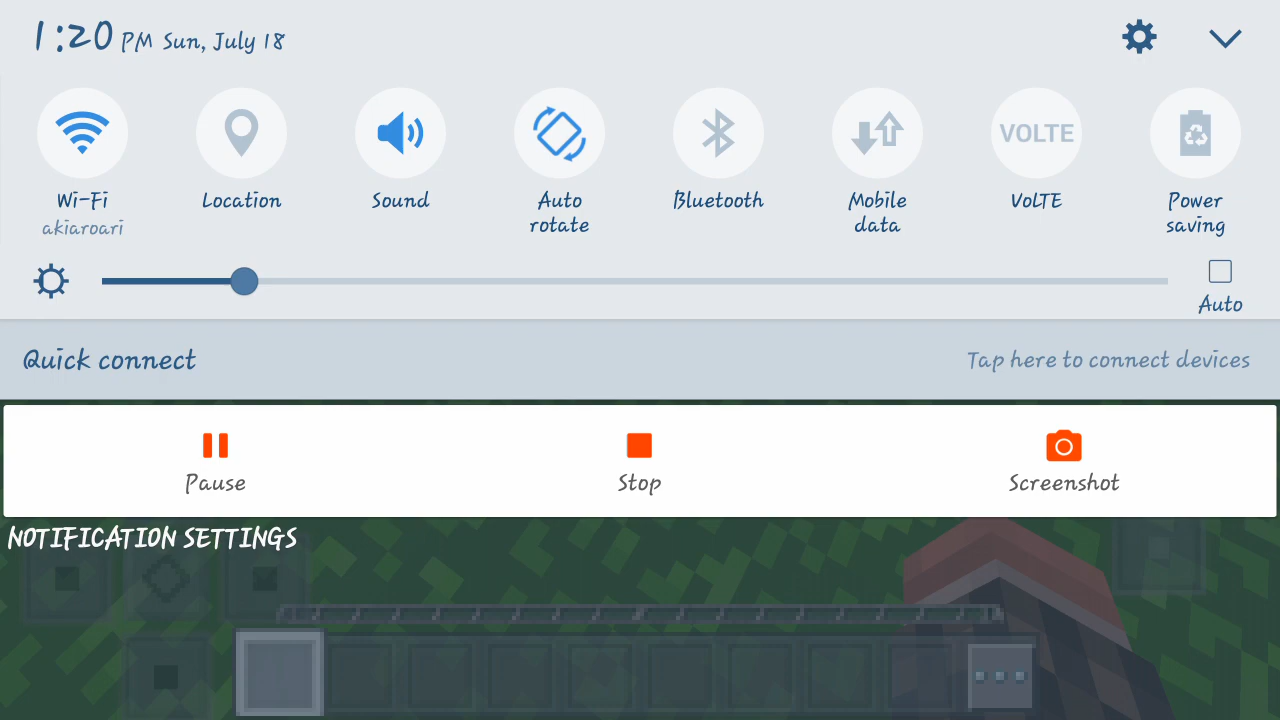 1:20 PM Sun, July 18
VOLTE
Wi-Fi
akiaroari
Location
Sound
Auto
rotate
Bluetooth
Mobile
data
VoLTE
Power
saving
Auto
Quick connect
Tap here to connect devices
Pause
Stop
Screenshot
NOTIFICATION SETTINGS